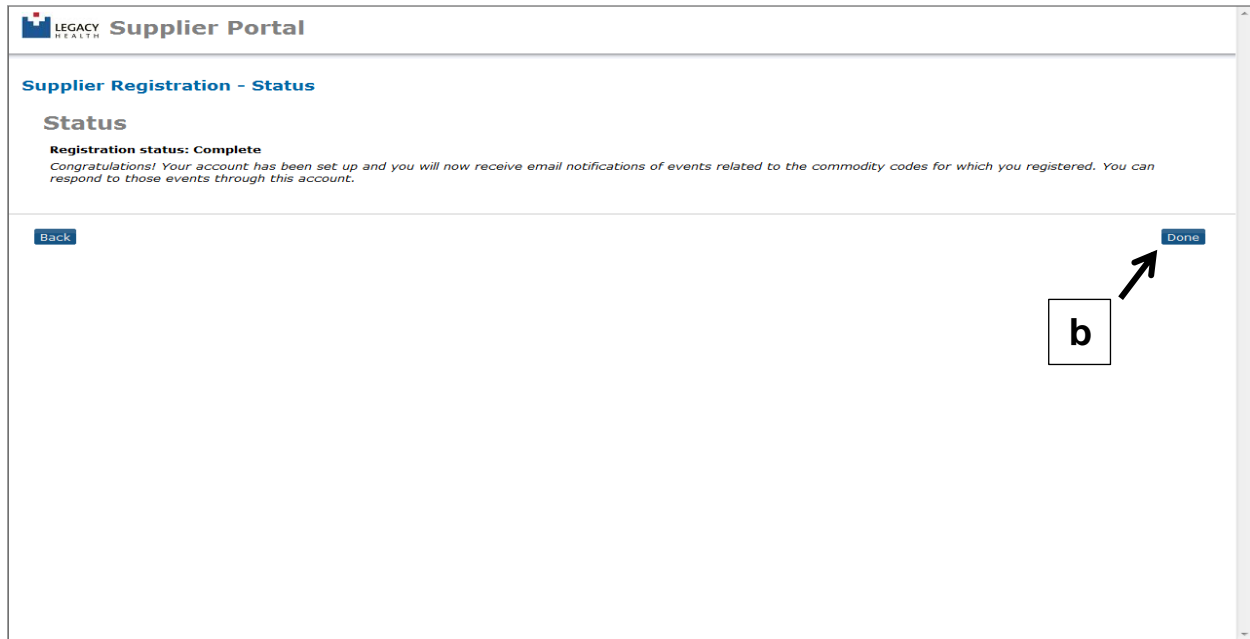 LEGACY
HEALTH
Supplier Portal
Supplier Registration - Status
Status
Registration status: Complete
Congratulations! Your account has been set up and you will now receive email notifications of events related to the commodity codes for which you registered. You can
respond to those events through this account.
Back
Done
b